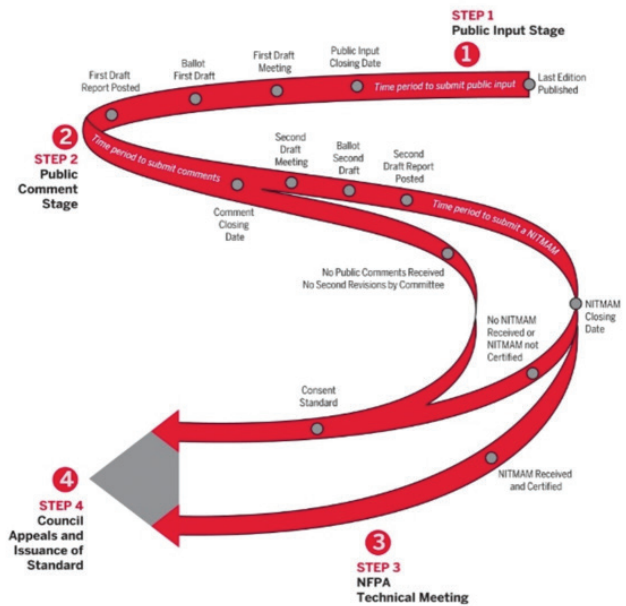 STEP 1
Public Input Stage
1
Last Edition
Published
Time period to submit public input
Public Input
Closing Date
First Draft
Meeting
Ballot
First Draft
First Draft
Report Posted
2
STEP 2
Public
Comment
Stage
Time period to submit comments
Comment
Closing
Date
Second
Draft
Meeting
Ballot
Second
Draft
Second
Draft Report
Posted
Time period to submit a NITMAM
No Public Comments Received
No Second Revisions by Committee
NITMAM
Closing
Date
No NITMAM
Received or
NITMAM not
Certified
Consent
Standard
NITMAM Received
and Certified
3
STEP 3
NFPA
Technical Meeting
4
STEP 4
Council
Appeals and
Issuance of
Standard